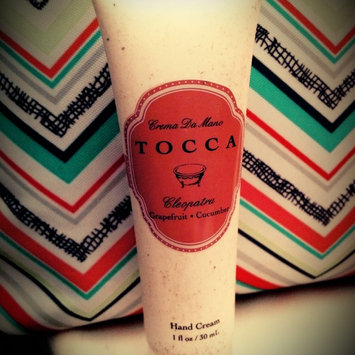 Crema Da Mano
TOCCA
Cleopatra
Grapefruit • Cucumber
Hand Cream
1 fl oz / 30 mL